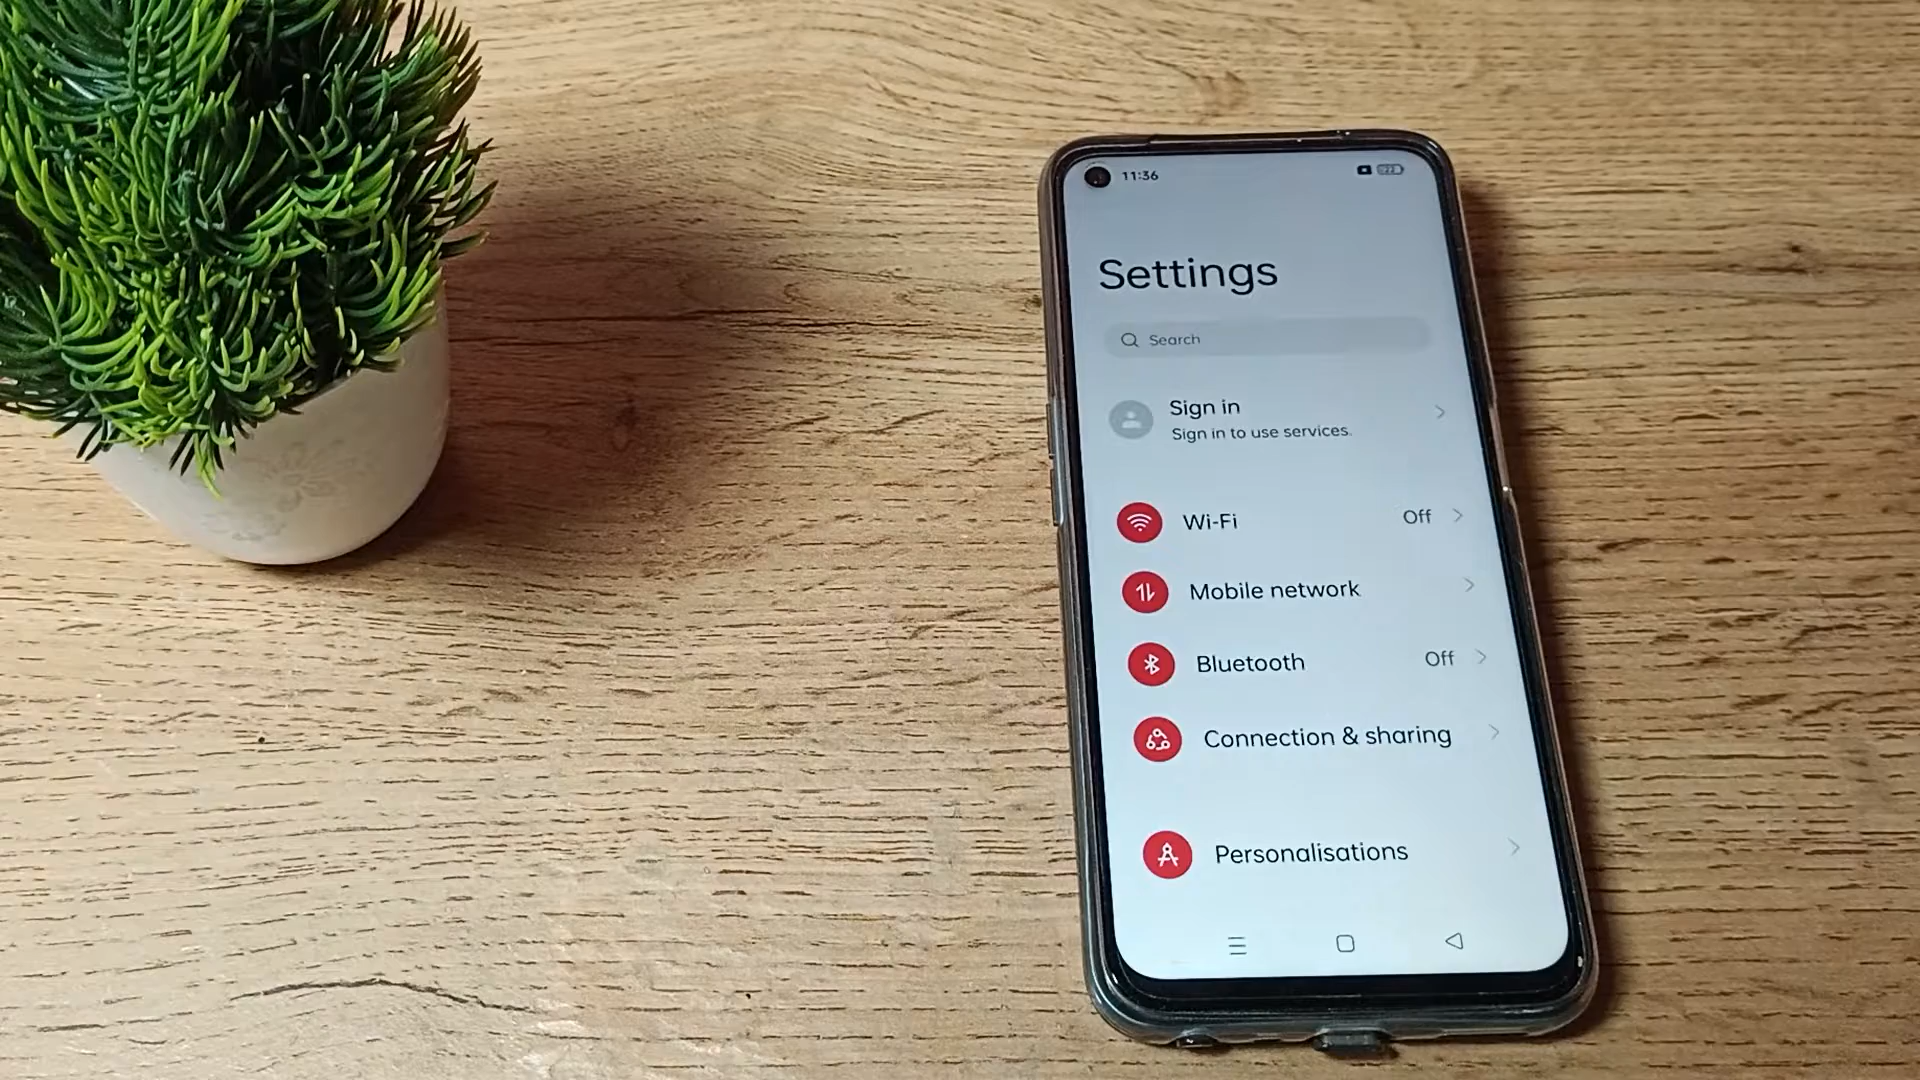 11:36
Settings
Search
Sign in
Sign in to use services.
Wi-Fi Off
Mobile network
Bluetooth Off
Connection & sharing
Personalisations